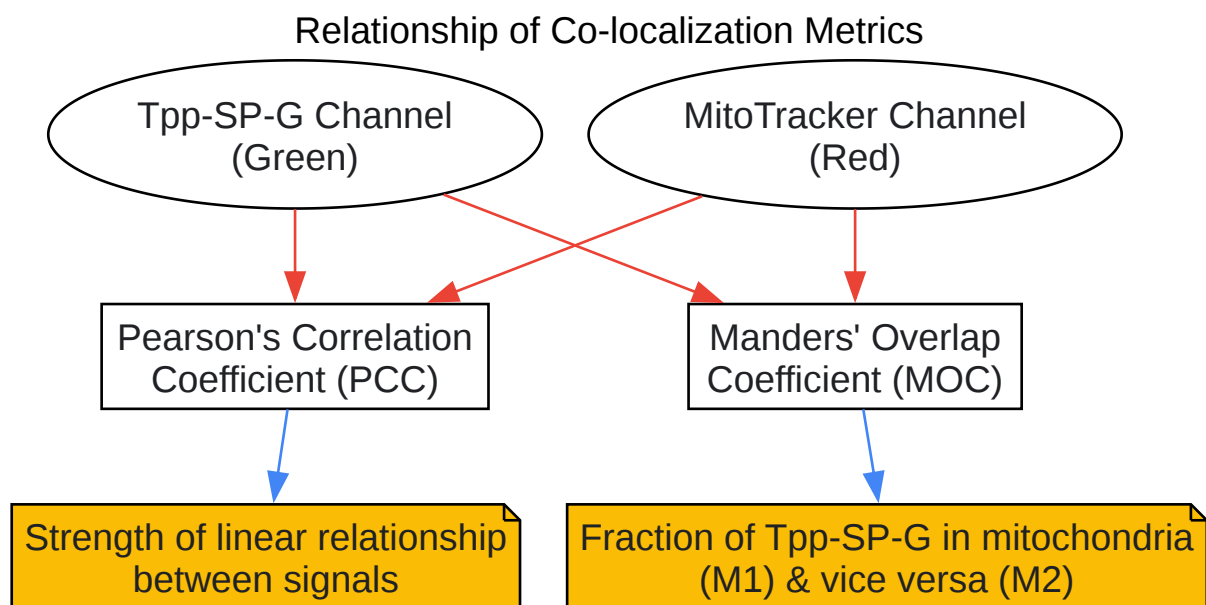 Relationship of Co-localization Metrics
Tpp-SP-G Channel
(Green)
MitoTracker Channel
(Red)
Pearson's Correlation
Coefficient (PCC)
Manders' Overlap
Coefficient (MOC)
Strength of linear relationship
between signals
Fraction of Tpp-SP-G in mitochondria
(M1) & vice versa (M2)